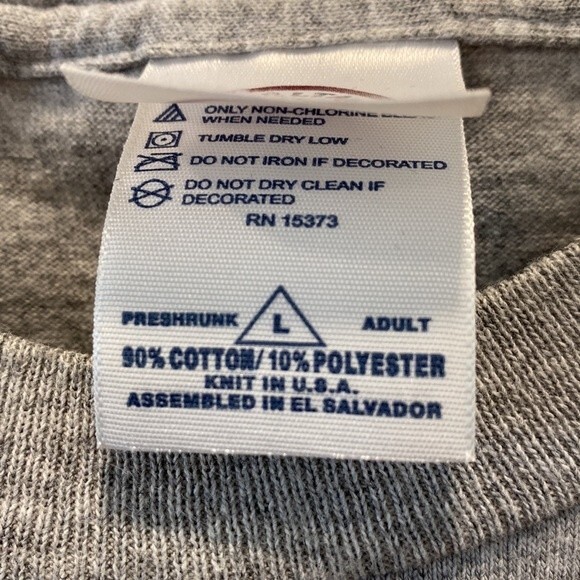 ONLY NON-CHLORINE
WHEN NEEDED
TUMBLE DRY LOW
DO NOT IRON IF DECORATED
DO NOT DRY CLEAN IF
DECORATED
RN 15373
PRESHRUNK L ADULT
90% COTTON/10% POLYESTER
KNIT IN U.S.A.
ASSEMBLED IN EL SALVADOR